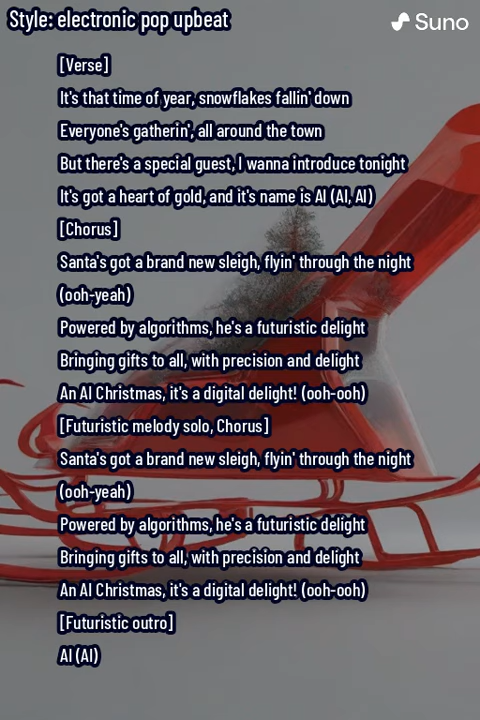 Style: electronic pop upbeat
Suno
[Verse]
It's that time of year, snowflakes fallin' down
Everyone's gatherin', all around the town
But there's a special guest, I wanna introduce tonight
It's got a heart of gold, and it's name is AI (AI, AI)
[Chorus]
Santa's got a brand new sleigh, flyin' through the night
(ooh-yeah)
Powered by algorithms, he's a futuristic delight
Bringing gifts to all, with precision and delight
An AI Christmas, it's a digital delight! (ooh-ooh)
[Futuristic melody solo, Chorus]
Santa's got a brand new sleigh, flyin' through the night
(ooh-yeah)
Powered by algorithms, he's a futuristic delight
Bringing gifts to all, with precision and delight
An AI Christmas, it's a digital delight! (ooh-ooh)
[Futuristic outro]
AI (AI)